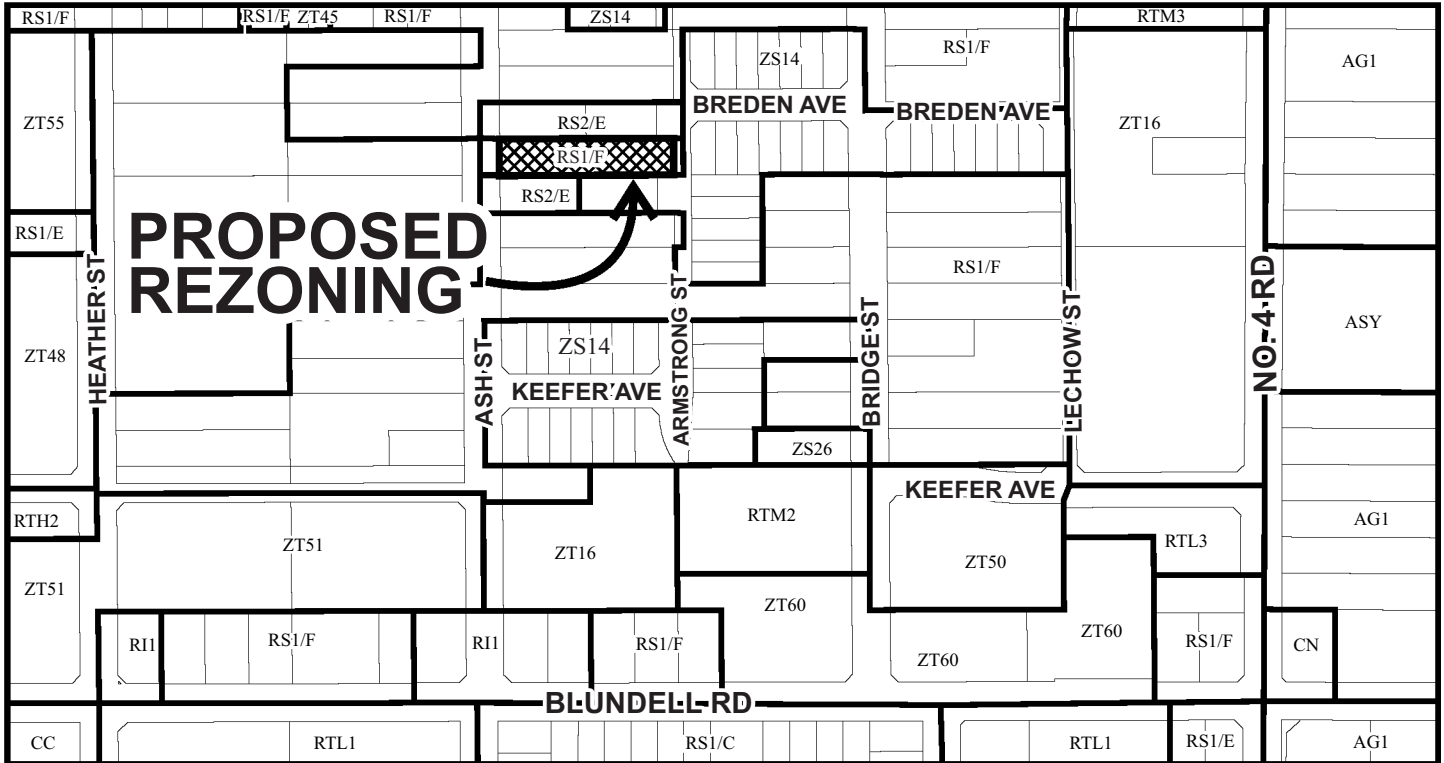 RS1/F
RS1/F
ZT45
RS1/F
ZS14
RTM3
ZS14
RS1/F
AG1
BREDEN AVE
BREDEN AVE
ZT55
RS2/E
ZT16
RS1/F
RS2/E
PROPOSED
REZONING
RS1/E
HEATHER ST
RS1/F
ARMSTRONG ST
BRIDGE ST
LECHOW ST
NO. 4 RD
ASY
ZT48
ASH ST
ZS14
KEEFER AVE
ZS26
KEEFER AVE
RTH2
ZT51
ZT16
RTM2
ZT50
RTL3
AG1
ZT51
ZT60
RI1
RS1/F
RI1
RS1/F
ZT60
ZT60
RS1/F
CN
BLUNDELL RD
CC
RTL1
RS1/C
RTL1
RS1/E
AG1